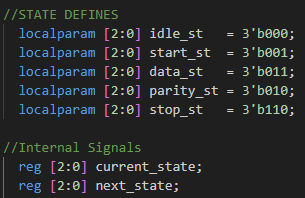 //STATE DEFINES
localparam [2:0] idle_st   = 3'b000;
localparam [2:0] start_st  = 3'b001;
localparam [2:0] data_st   = 3'b011;
localparam [2:0] parity_st = 3'b010;
localparam [2:0] stop_st   = 3'b110;
//Internal Signals
reg [2:0] current_state;
reg [2:0] next_state;